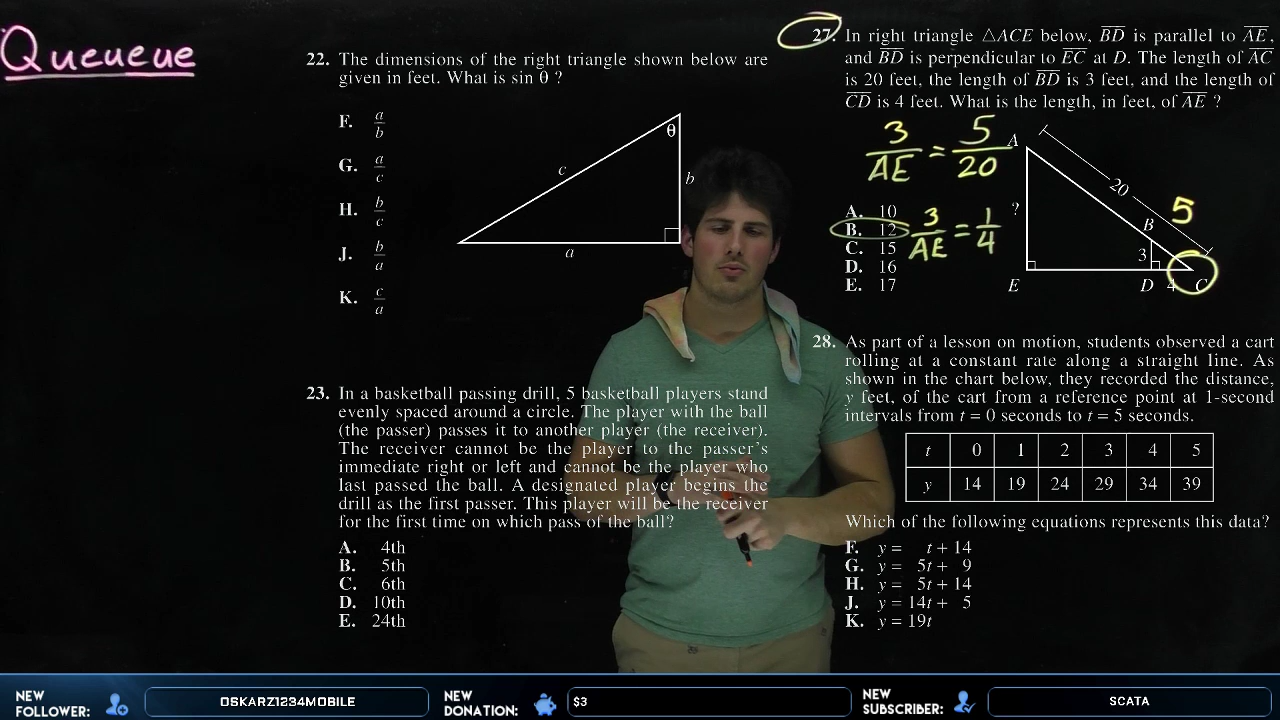 Queueue
22. The dimensions of the right triangle shown below are
given in feet. What is sin θ ?
F. a/b
G. a/c
H. b/c
J. b/a
K. c/a
θ
c
b
a
23. In a basketball passing drill, 5 basketball players stand
evenly spaced around a circle. The player with the ball
(the passer) passes it to another player (the receiver).
The receiver cannot be the player to the passer's
immediate right or left and cannot be the player who
last passed the ball. A designated player begins the
drill as the first passer. This player will be the receiver
for the first time on which pass of the ball?
A. 4th
B. 5th
C. 6th
D. 10th
E. 24th
27. In right triangle △ACE below, BD is parallel to AE,
and BD is perpendicular to EC at D. The length of AC
is 20 feet, the length of BD is 3 feet, and the length of
CD is 4 feet. What is the length, in feet, of AE ?
3/AE = 5/20
A. 10
B. 12
C. 15
D. 16
E. 17
3/AE = 1/4
A
20
5
?
B
3
E
D
4
C
28. As part of a lesson on motion, students observed a cart
rolling at a constant rate along a straight line. As
shown in the chart below, they recorded the distance,
y feet, of the cart from a reference point at 1-second
intervals from t = 0 seconds to t = 5 seconds.
t 0 1 2 3 4 5
y 14 19 24 29 34 39
Which of the following equations represents this data?
F. y = t + 14
G. y = 5t + 9
H. y = 5t + 14
J. y = 14t + 5
K. y = 19t
NEW
FOLLOWER:
OSKARZ1234MOBILE
NEW
DONATION:
$3
NEW
SUBSCRIBER:
SCATA